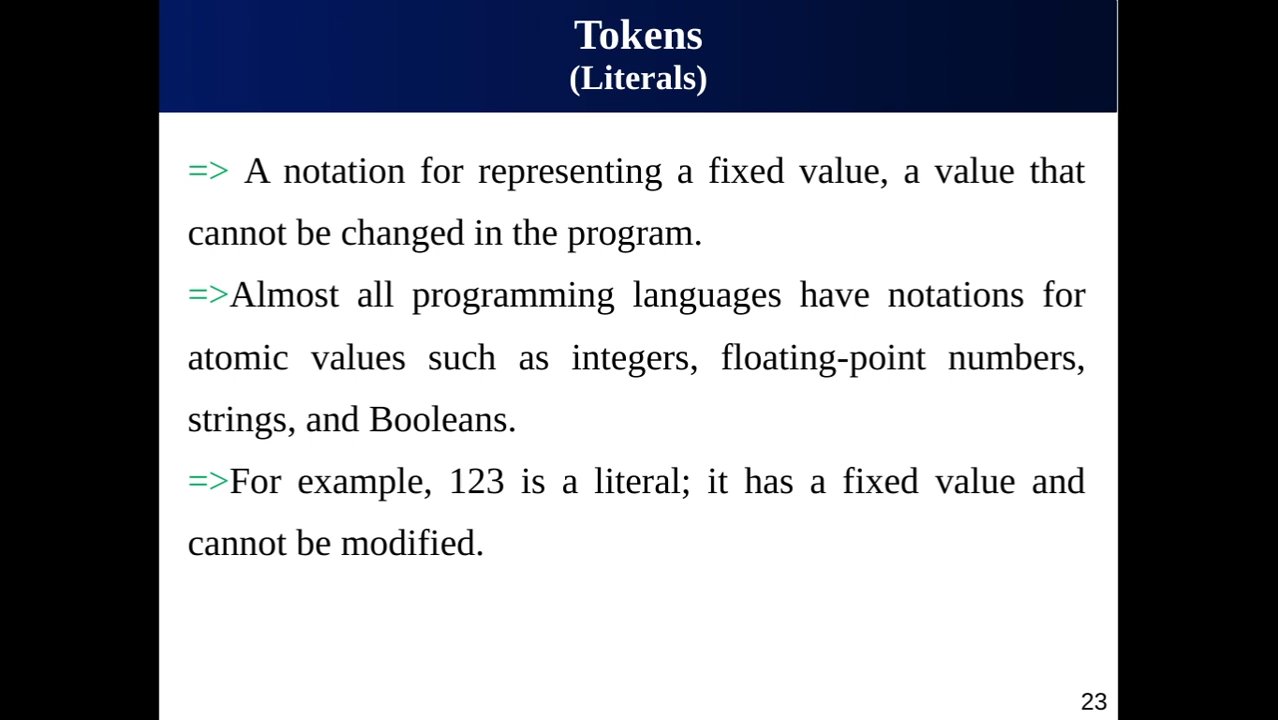 Tokens
(Literals)
=> A notation for representing a fixed value, a value that
cannot be changed in the program.
=>Almost all programming languages have notations for
atomic values such as integers, floating-point numbers,
strings, and Booleans.
=>For example, 123 is a literal; it has a fixed value and
cannot be modified.
23